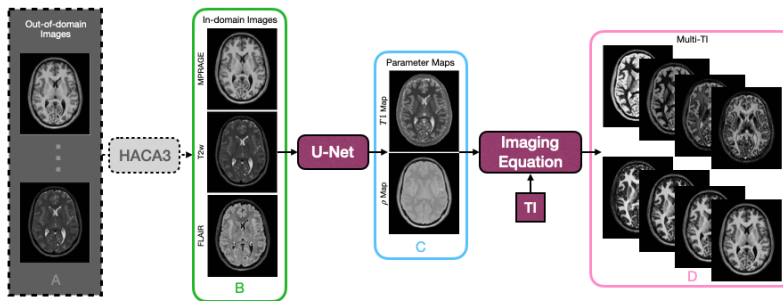 Out-of-domain
Images
A
HACA3
In-domain Images
MPRAGE
T2w
FLAIR
B
U-Net
Parameter Maps
T1 Map
ρ Map
C
Imaging
Equation
TI
Multi-TI
D